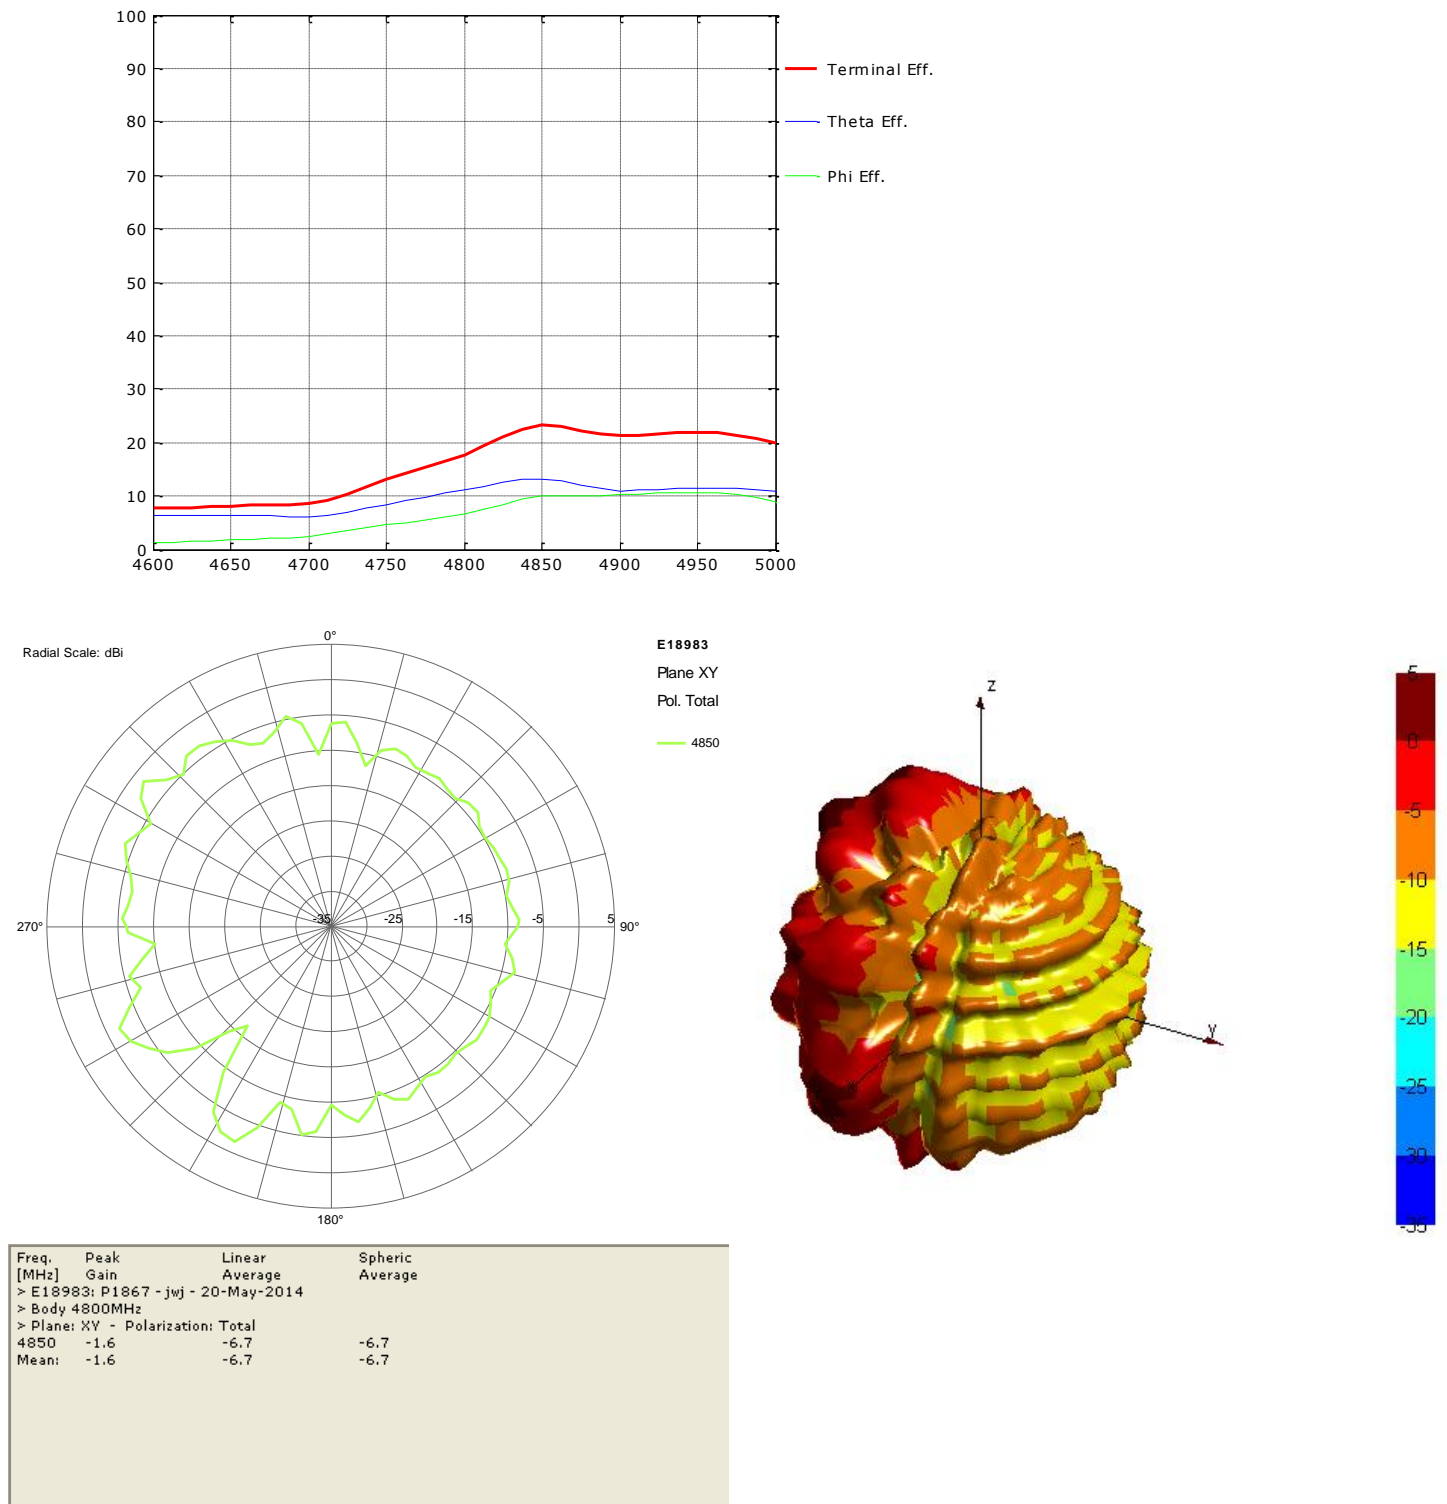 100
90
80
70
60
50
40
30
20
10
0
4600 4650 4700 4750 4800 4850 4900 4950 5000
Terminal Eff.
Theta Eff.
Phi Eff.
Radial Scale: dBi
0°
270°
-35 -25 -15 -5 5
90°
180°
E18983
Plane XY
Pol. Total
4850
z
y
5
0
-5
-10
-15
-20
-25
-30
-35
Freq. Peak Linear Spheric
[MHz] Gain Average Average
> E18983: P1867 - jwj - 20-May-2014
> Body 4800MHz
> Plane: XY - Polarization: Total
4850 -1.6 -6.7 -6.7
Mean: -1.6 -6.7 -6.7